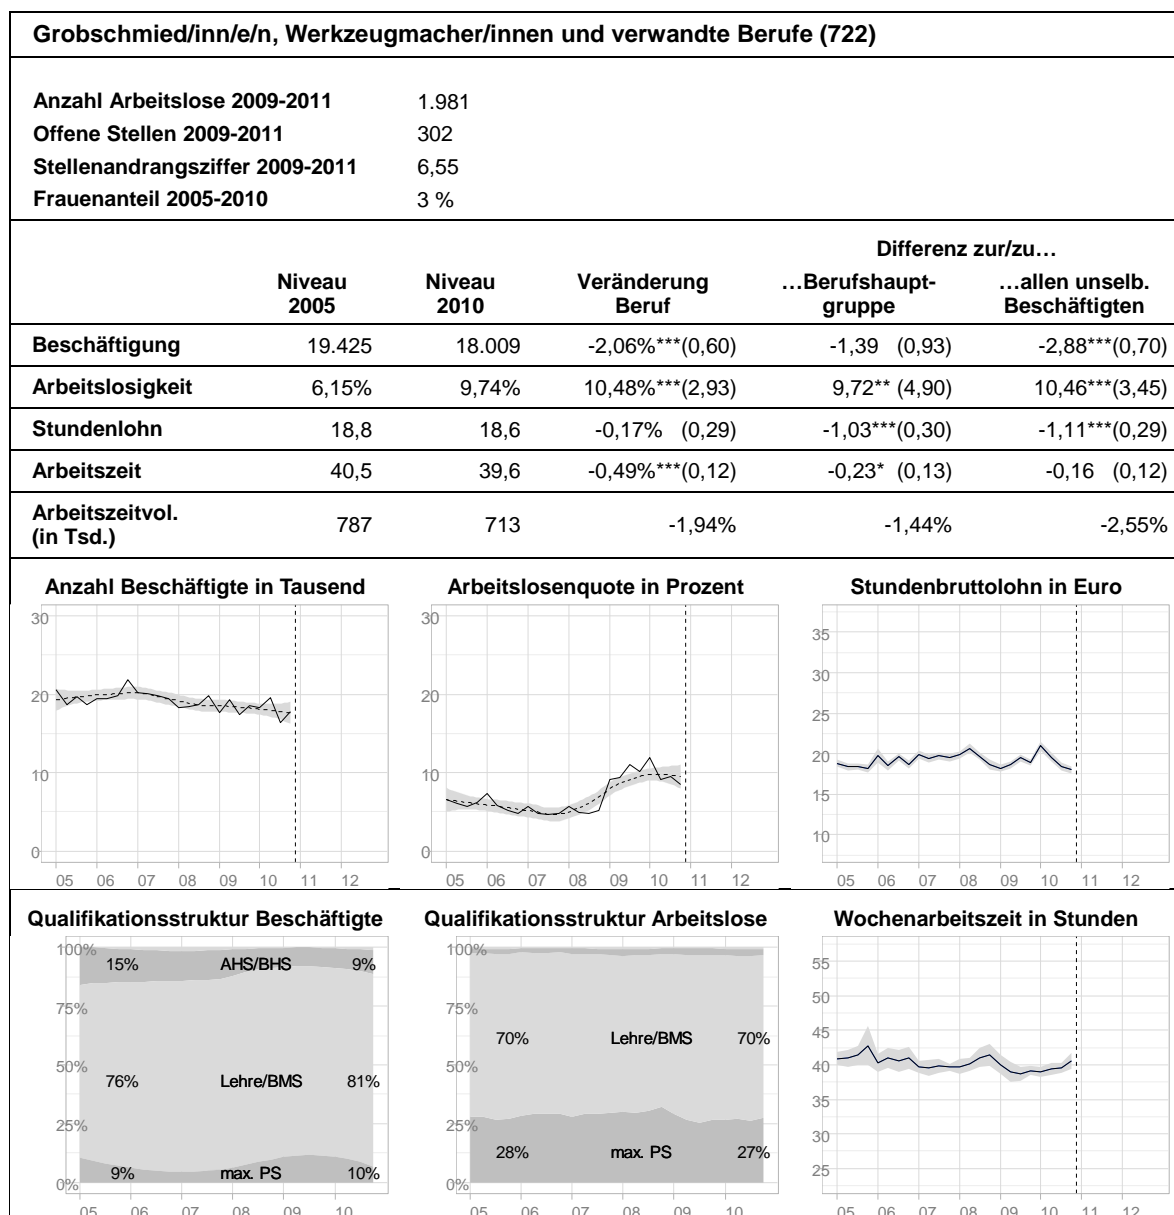 Grobschmied/inn/e/n, Werkzeugmacher/innen und verwandte Berufe (722)
Anzahl Arbeitslose 2009-2011 1.981
Offene Stellen 2009-2011 302
Stellenandrangsziffer 2009-2011 6,55
Frauenanteil 2005-2010 3 %
Differenz zur/zu…
Niveau Niveau Veränderung …Berufshaupt- …allen unselb.
2005 2010 Beruf gruppe Beschäftigten
Beschäftigung 19.425 18.009 -2,06%***(0,60) -1,39 (0,93) -2,88***(0,70)
Arbeitslosigkeit 6,15% 9,74% 10,48%***(2,93) 9,72** (4,90) 10,46***(3,45)
Stundenlohn 18,8 18,6 -0,17% (0,29) -1,03***(0,30) -1,11***(0,29)
Arbeitszeit 40,5 39,6 -0,49%***(0,12) -0,23* (0,13) -0,16 (0,12)
Arbeitszeitvol.
(in Tsd.) 787 713 -1,94% -1,44% -2,55%
Anzahl Beschäftigte in Tausend
30
20
10
0
05 06 07 08 09 10 11 12
Arbeitslosenquote in Prozent
30
20
10
0
05 06 07 08 09 10 11 12
Stundenbruttolohn in Euro
35
30
25
20
15
10
05 06 07 08 09 10 11 12
Qualifikationsstruktur Beschäftigte
100%
15% AHS/BHS 9%
75%
50%
76% Lehre/BMS 81%
25%
9% max. PS 10%
0%
05 06 07 08 09 10
Qualifikationsstruktur Arbeitslose
100%
75%
70% Lehre/BMS 70%
50%
25%
28% max. PS 27%
0%
05 06 07 08 09 10
Wochenarbeitszeit in Stunden
55
50
45
40
35
30
25
05 06 07 08 09 10 11 12